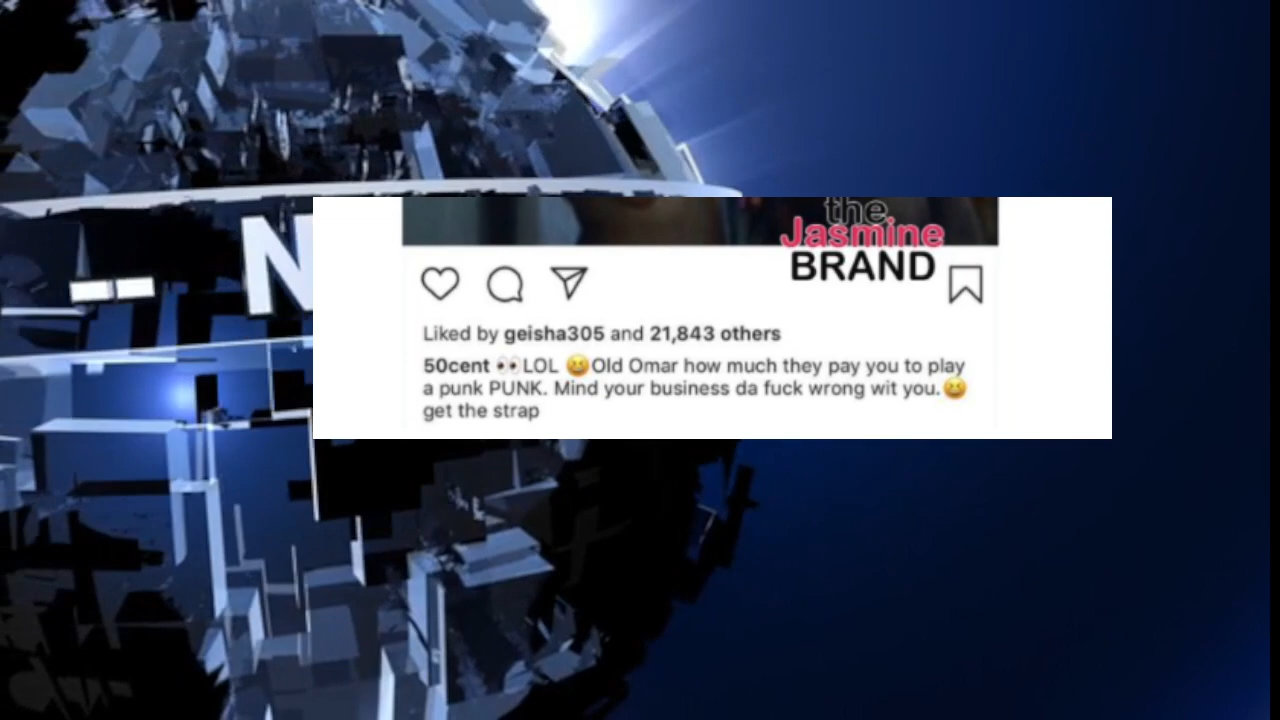 N
the
Jasmine
BRAND
Liked by geisha305 and 21,843 others
50cent 👀LOL 😆Old Omar how much they pay you to play
a punk PUNK. Mind your business da fuck wrong wit you.😆
get the strap